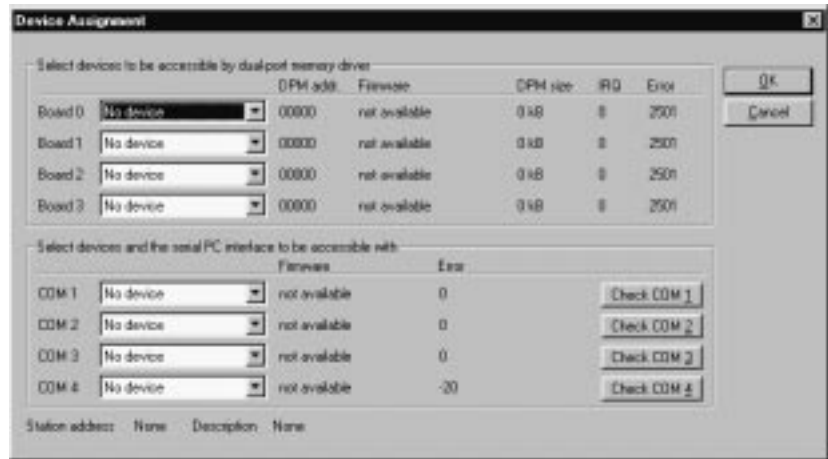 Device Assignment
Select devices to be accessible by dual-port memory driver
DPM addr. Firmware DPM size IRQ Error
Board 0 No device 00000 not available 0 kB 0 2501
Board 1 No device 00000 not available 0 kB 0 2501
Board 2 No device 00000 not available 0 kB 0 2501
Board 3 No device 00000 not available 0 kB 0 2501
OK
Cancel
Select devices and the serial PC interface to be accessible with
Firmware Error
COM 1 No device not available 0 Check COM 1
COM 2 No device not available 0 Check COM 2
COM 3 No device not available 0 Check COM 3
COM 4 No device not available -20 Check COM 4
Station address None Description None